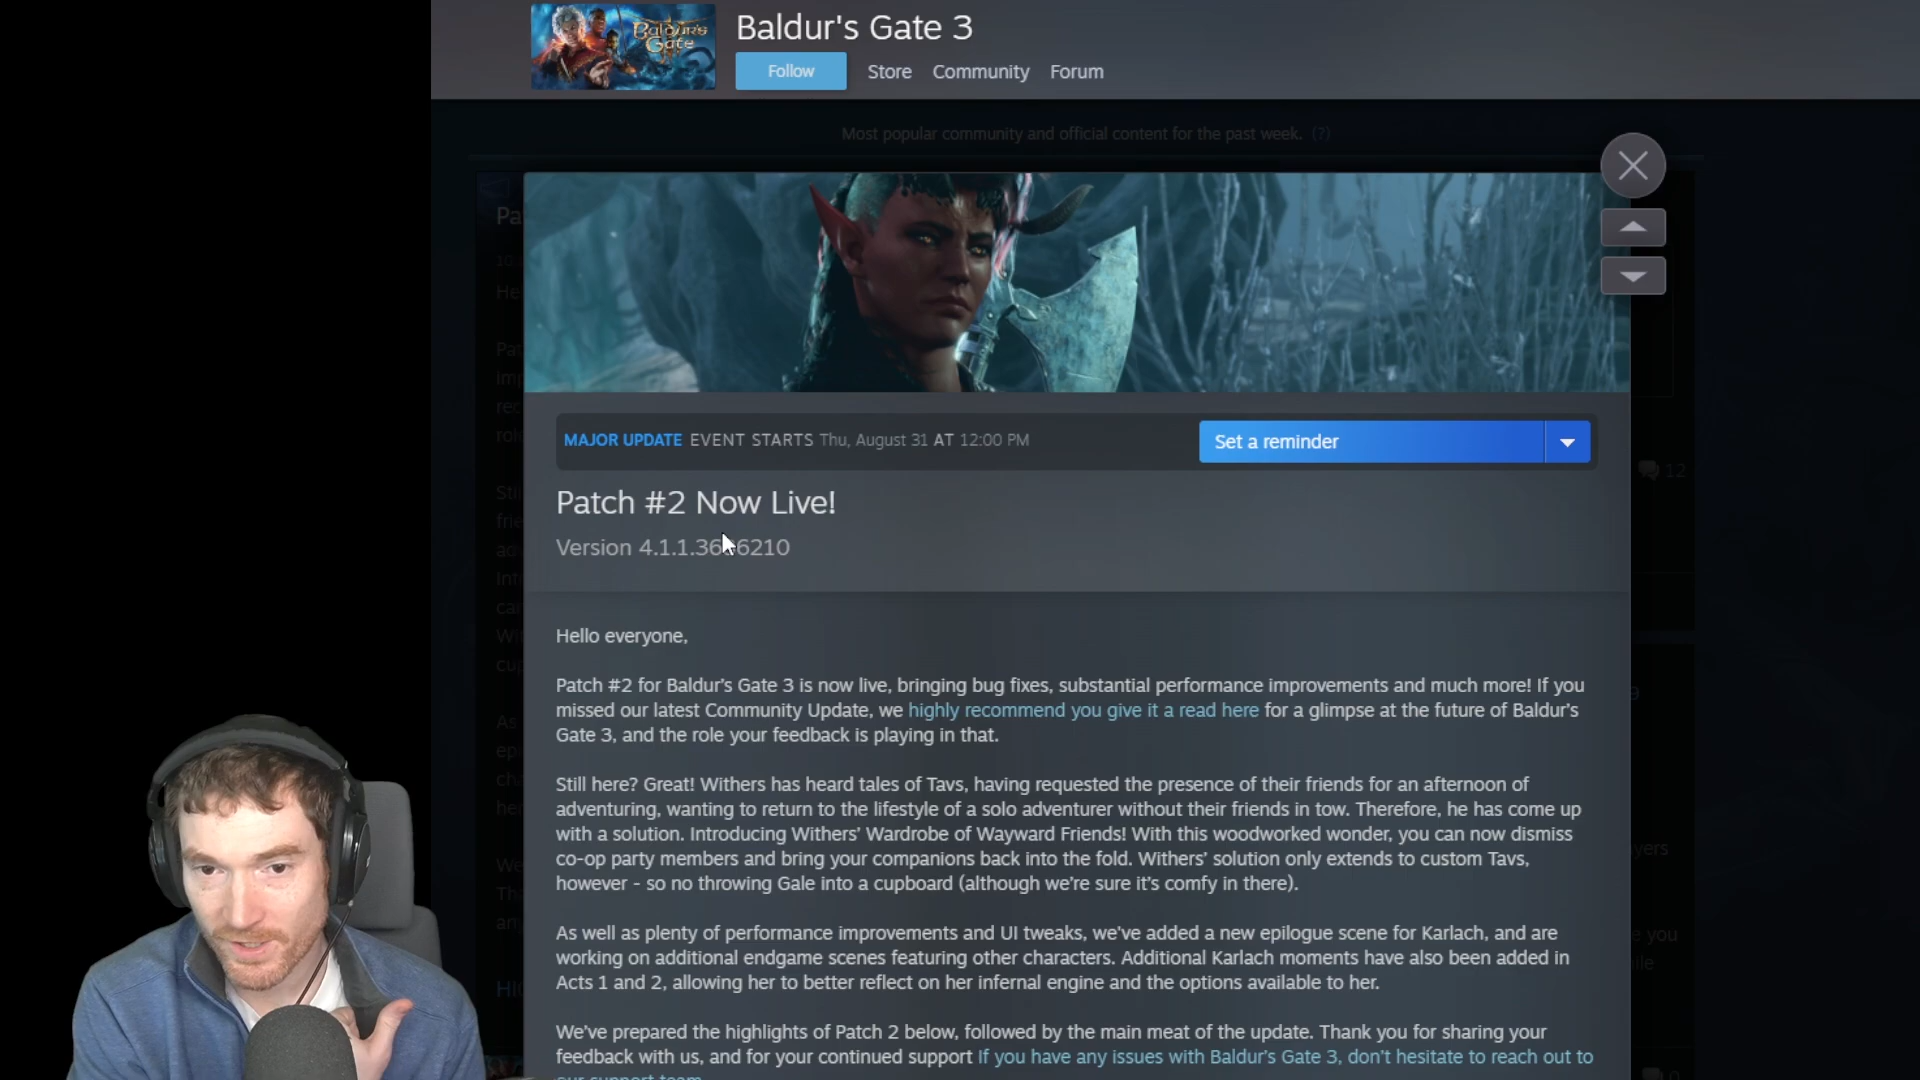 Baldur's Gate
Baldur's Gate 3
Follow Store Community Forum
Most popular community and official content for the past week. (?)
MAJOR UPDATE EVENT STARTS Thu, August 31 AT 12:00 PM
Set a reminder
12
Patch #2 Now Live!
Version
Hello everyone,
Patch #2 for Baldur's Gate 3 is now live, bringing bug fixes, substantial performance improvements and much more! If you
missed our latest Community Update, we highly recommend you give it a read here for a glimpse at the future of Baldur's
Gate 3, and the role your feedback is playing in that.
Still here? Great! Withers has heard tales of Tavs, having requested the presence of their friends for an afternoon of
adventuring, wanting to return to the lifestyle of a solo adventurer without their friends in tow. Therefore, he has come up
with a solution. Introducing Withers' Wardrobe of Wayward Friends! With this woodworked wonder, you can now dismiss
co-op party members and bring your companions back into the fold. Withers' solution only extends to custom Tavs,
however - so no throwing Gale into a cupboard (although we're sure it's comfy in there).
As well as plenty of performance improvements and UI tweaks, we've added a new epilogue scene for Karlach, and are
working on additional endgame scenes featuring other characters. Additional Karlach moments have also been added in
Acts 1 and 2, allowing her to better reflect on her infernal engine and the options available to her.
We've prepared the highlights of Patch 2 below, followed by the main meat of the update. Thank you for sharing your
feedback with us, and for your continued support If you have any issues with Baldur's Gate 3, don't hesitate to reach out to
our support team